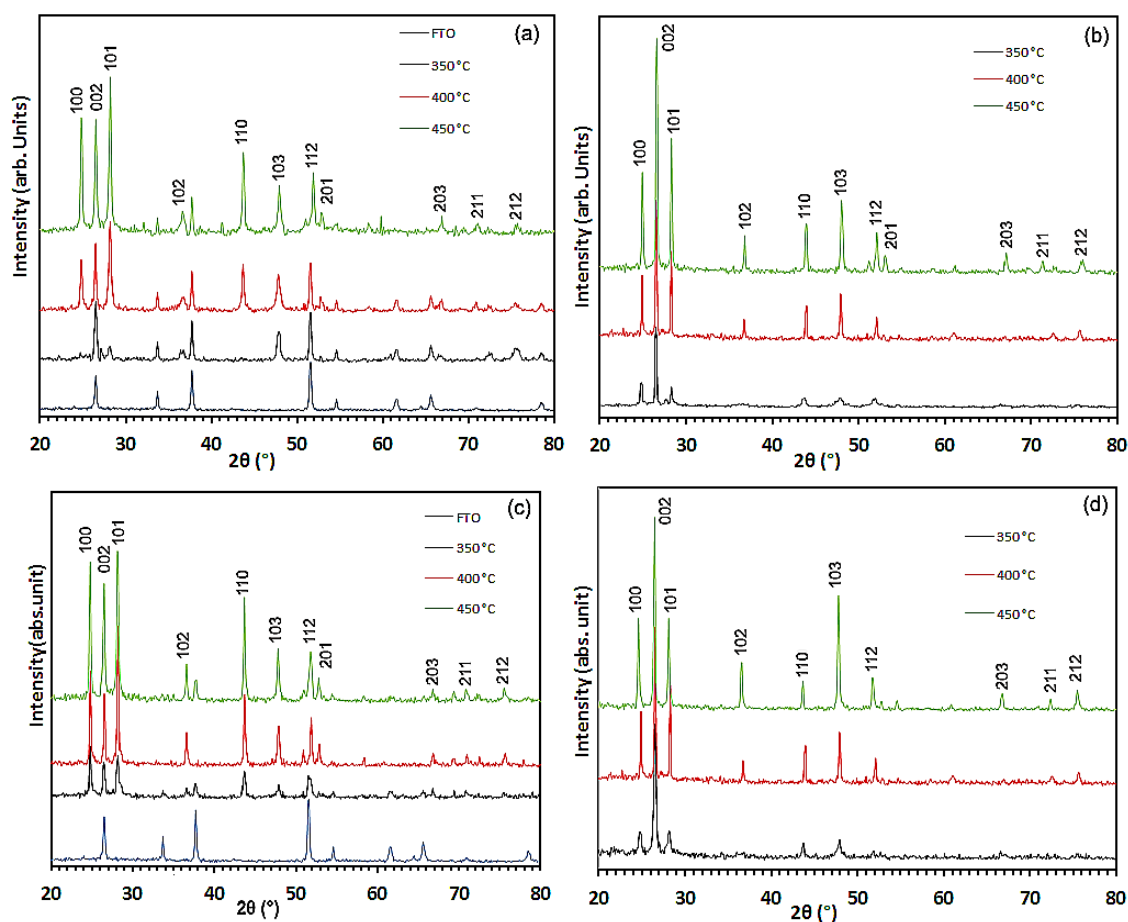 (a)
FTO
350°C
400°C
450°C
100
002
101
102
110
103
112
201
203
211
212
Intensity (arb. Units)
20 30 40 50 60 70 80
2θ (°)
(b)
350°C
400°C
450°C
100
002
101
102
110
103
112
201
203
211
212
Intensity (arb. Units)
20 30 40 50 60 70 80
2θ (°)
(c)
FTO
350°C
400°C
450°C
100
002
101
102
110
103
112
201
203
211
212
Intensity(abs.unit)
20 30 40 50 60 70 80
2θ (°)
(d)
350°C
400°C
450°C
100
002
101
102
110
103
112
203
211
212
Intensity (abs. unit)
20 30 40 50 60 70 80
2θ (°)